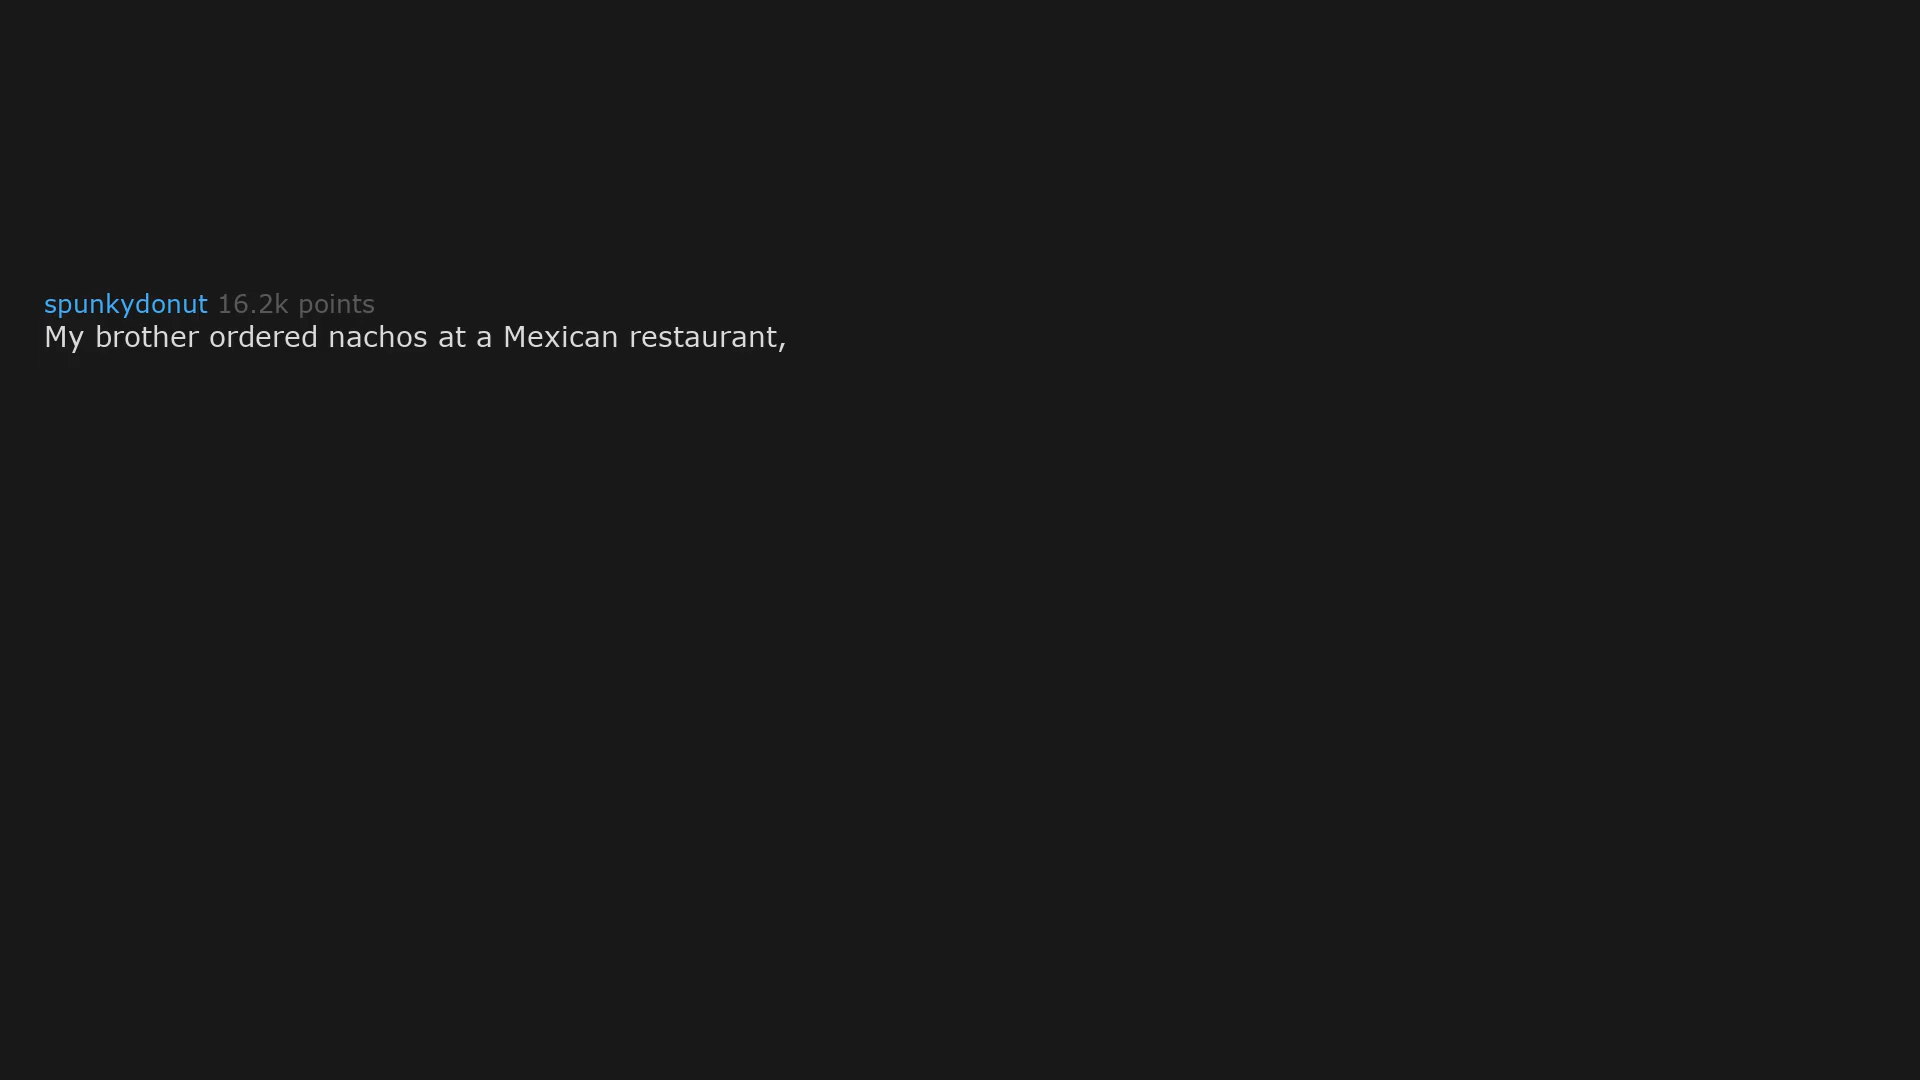 spunkydonut 16.2k points
My brother ordered nachos at a Mexican restaurant,